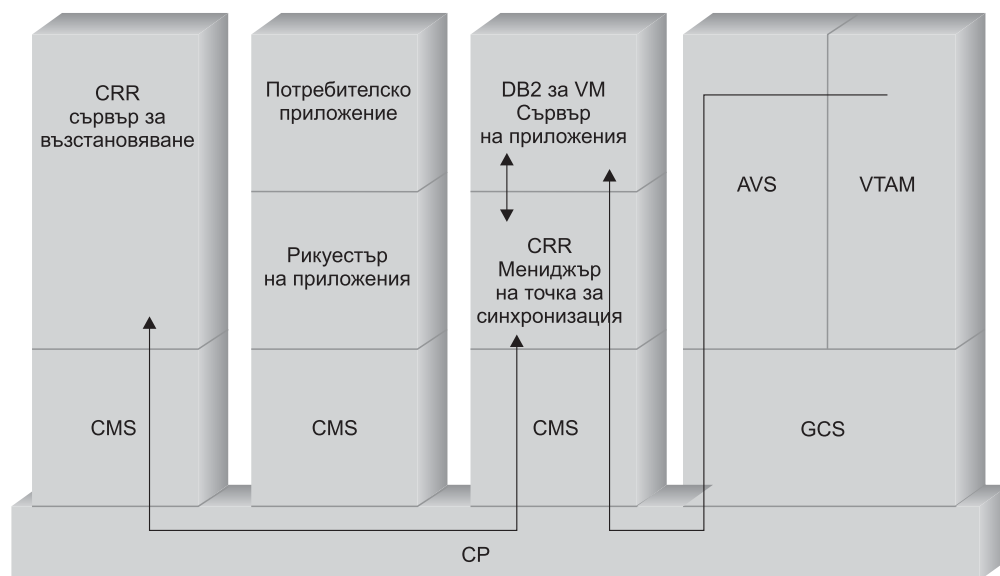 CRR
сървър за
възстановяване
Потребителско
приложение
Рикуестър
на приложения
DB2 за VM
Сървър
на приложения
CRR
Мениджър
на точка за
синхронизация
AVS
VTAM
CMS
CMS
CMS
GCS
CP